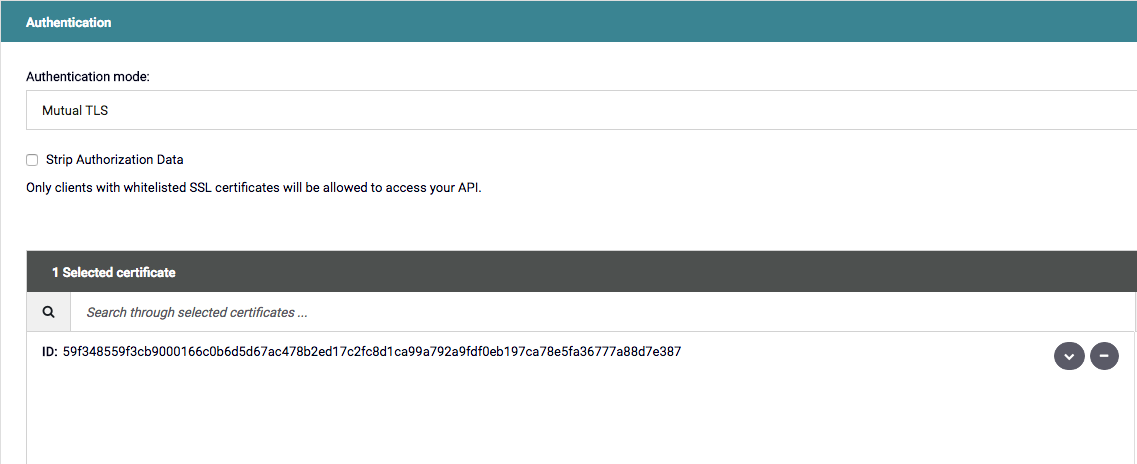 Authentication
Authentication mode:
Mutual TLS
Strip Authorization Data
Only clients with whitelisted SSL certificates will be allowed to access your API.
1 Selected certificate
Search through selected certificates ...
ID: 59f348559f3cb9000166c0b6d5d67ac478b2ed17c2fc8d1ca99a792a9fdf0eb197ca78e5fa36777a88d7e387